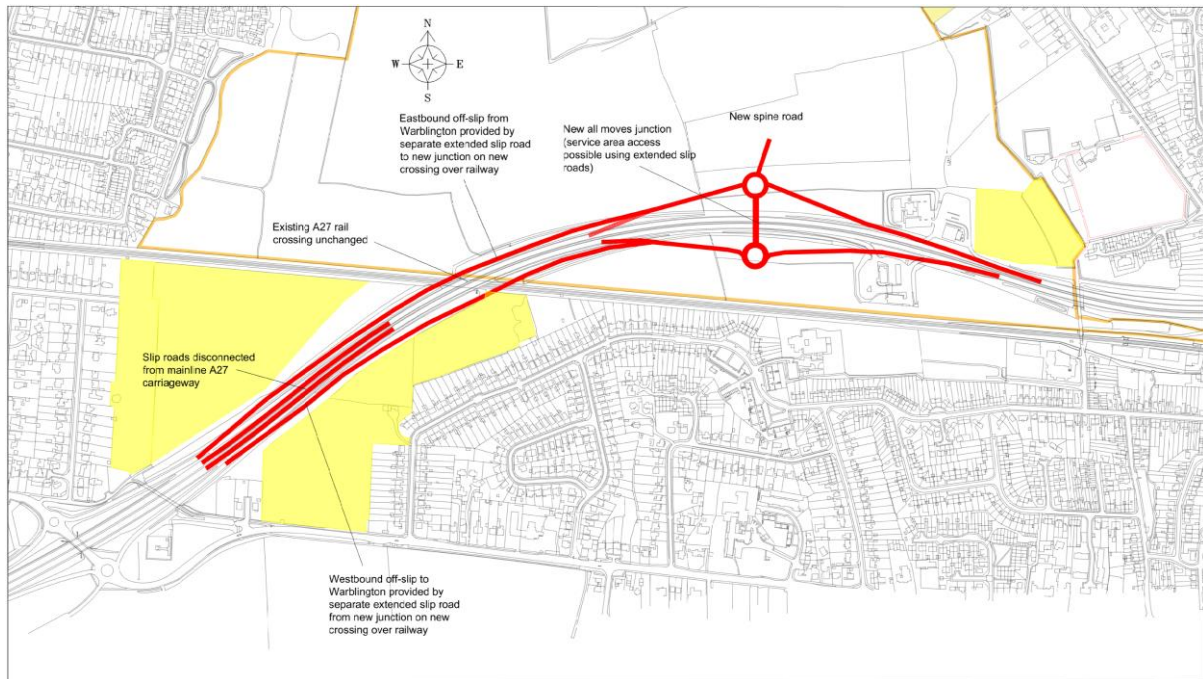 N
W E
S
Eastbound off-slip from
Warblington provided by
separate extended slip road
to new junction on new
crossing over railway
New all moves junction
(service area access
possible using extended slip
roads)
New spine road
Existing A27 rail
crossing unchanged
Slip roads disconnected
from mainline A27
carriageway
Westbound off-slip to
Warblington provided by
separate extended slip road
from new junction on new
crossing over railway